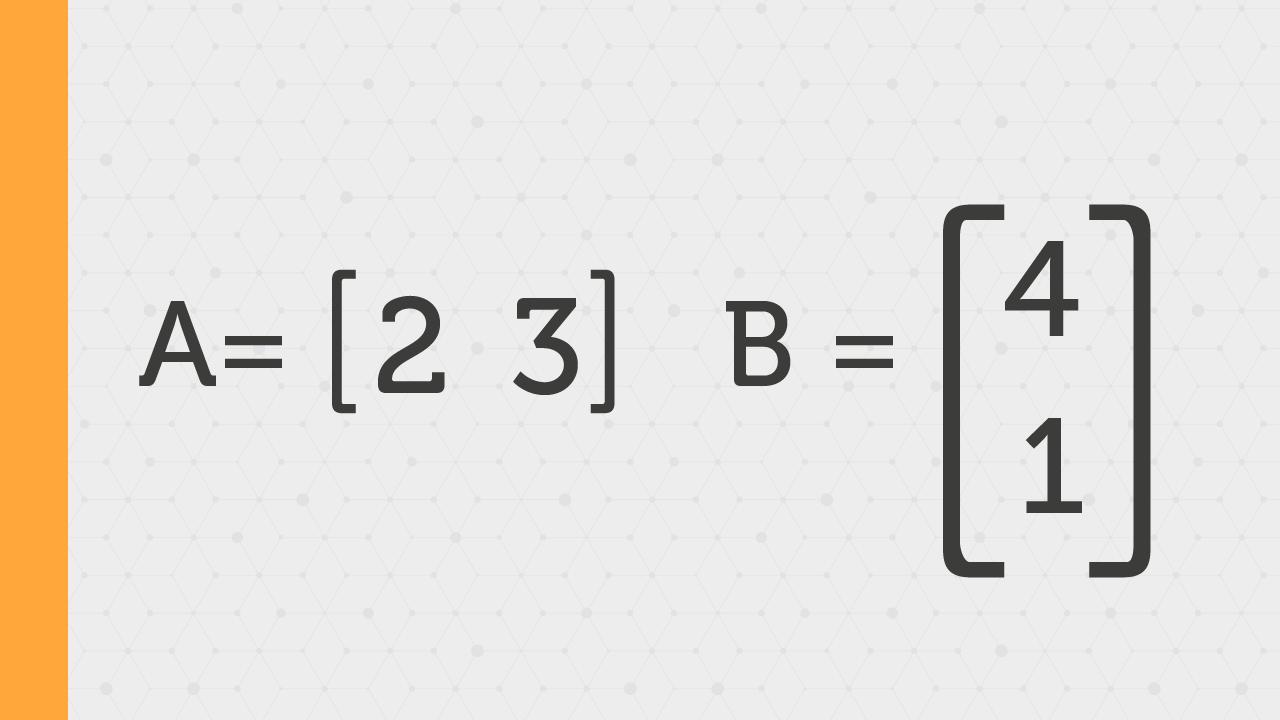 A= [2 3] B = [4
1]